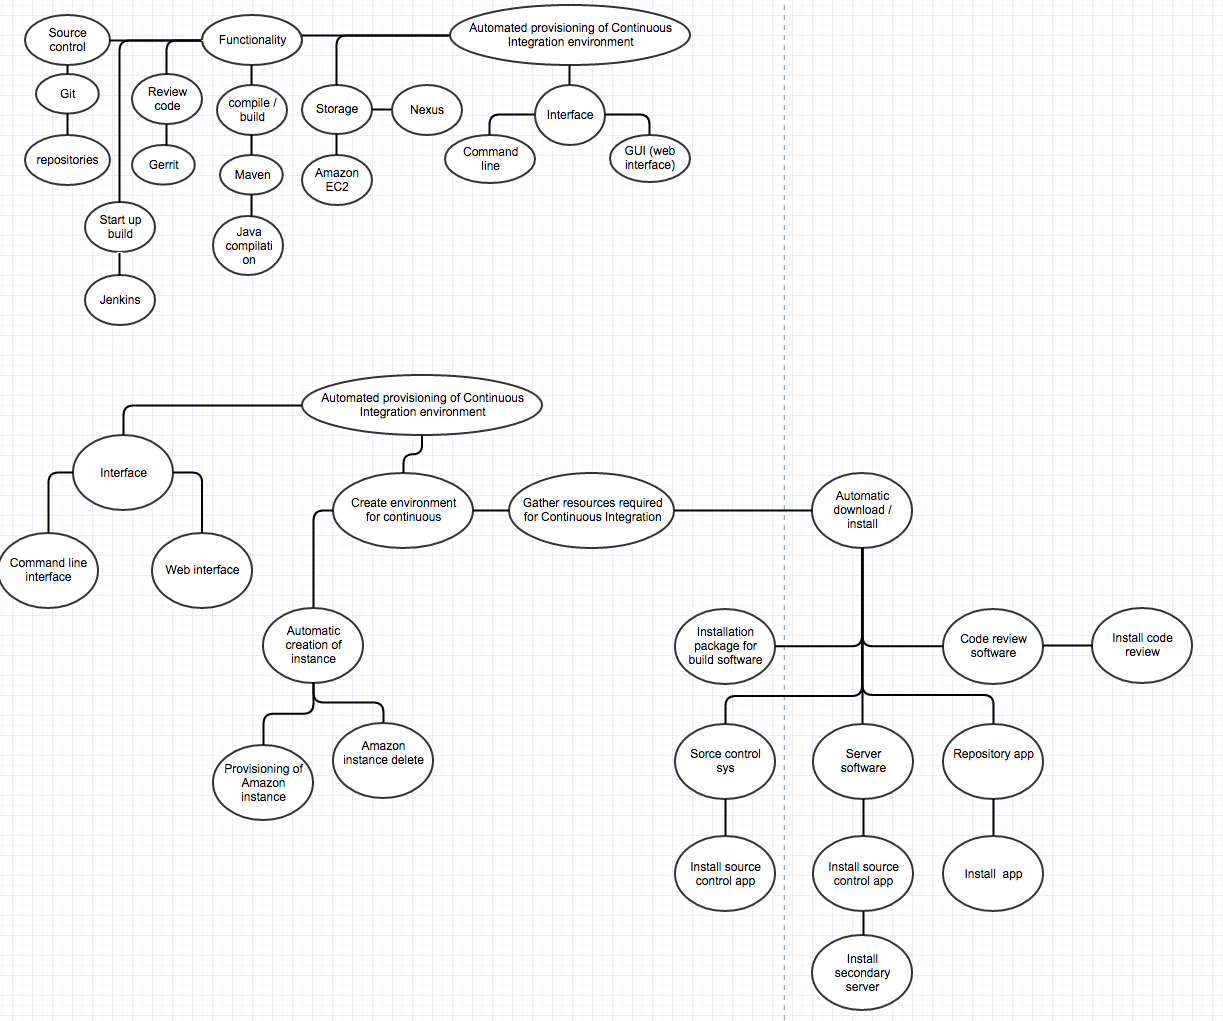 Source
control
Functionality
Automated provisioning of Continuous
Integration environment
Git
Review
code
compile /
build
Storage
Nexus
Interface
repositories
Gerrit
Maven
Amazon
EC2
Command
line
GUI (web
interface)
Start up
build
Java
compilati
on
Jenkins
Automated provisioning of Continuous
Integration environment
Interface
Create environment
for continuous
Gather resources required
for Continuous Integration
Automatic
download /
install
Command line
interface
Web interface
Automatic
creation of
instance
Installation
package for
build software
Code review
software
Install code
review
Provisioning of
Amazon
instance
Amazon
instance delete
Sorce control
sys
Server
software
Repository app
Install source
control app
Install source
control app
Install app
Install
secondary
server